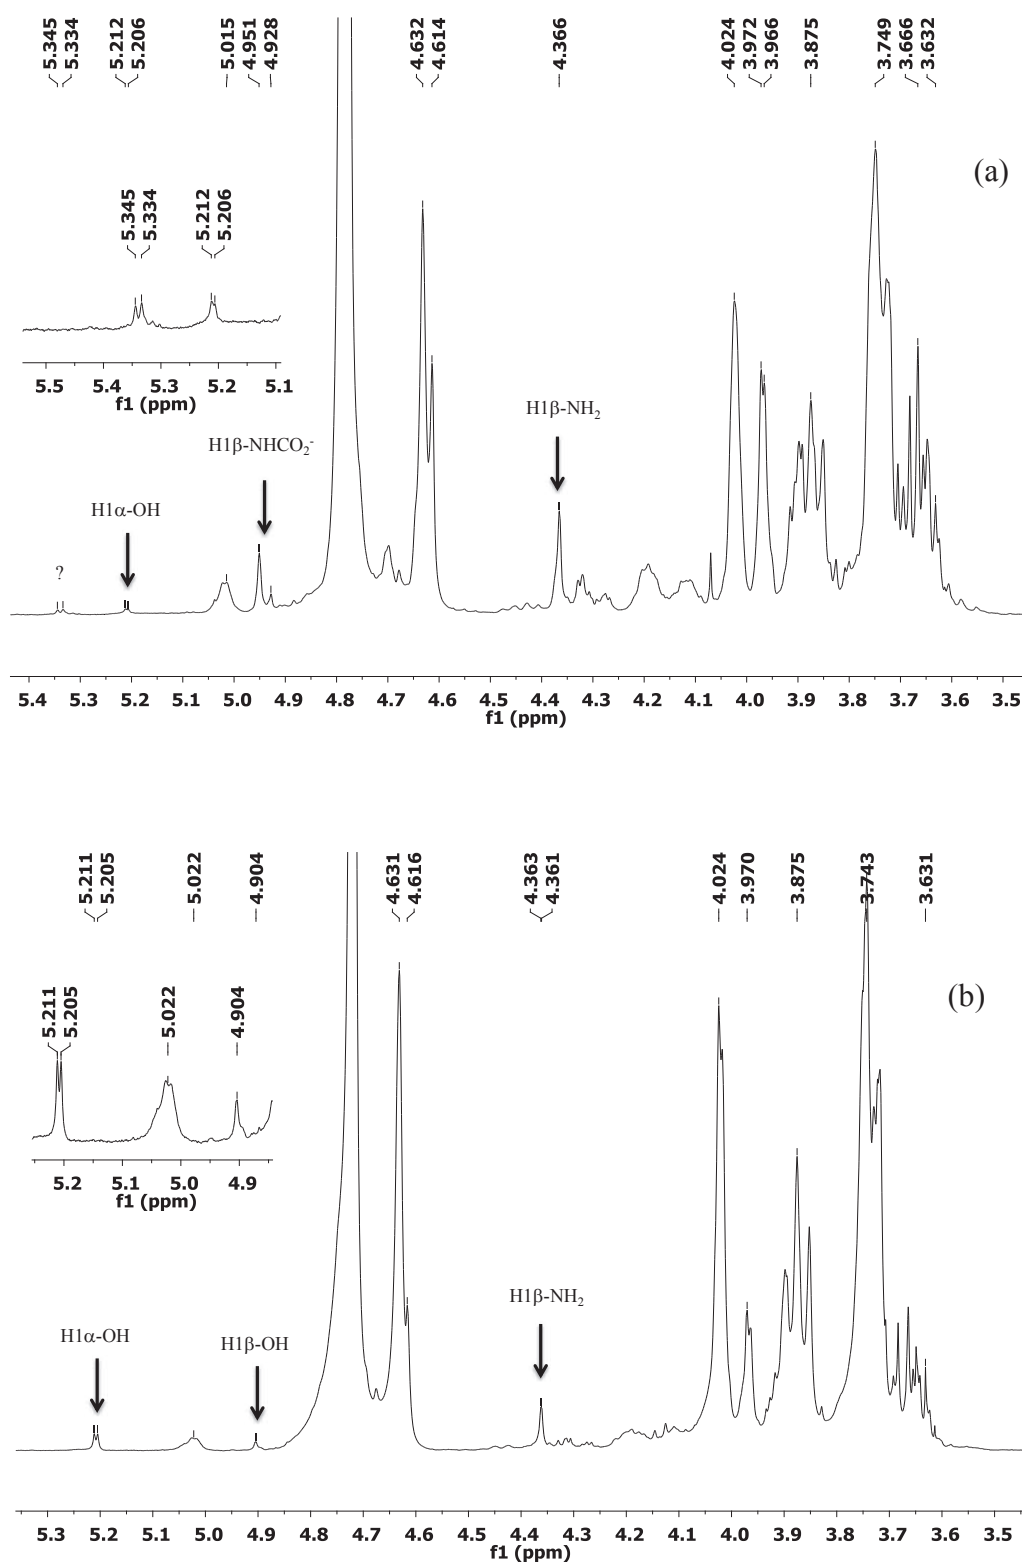 5.345 5.334 5.212 5.206 5.015 4.951 4.928 4.632 4.614 4.366 4.024 3.972 3.966 3.875 3.749 3.666 3.632
(a)
5.345 5.334 5.212 5.206
5.5 5.4 5.3 5.2 5.1
f1 (ppm)
H1β-NH₂
H1β-NHCO₂⁻
H1α-OH
?
5.4 5.3 5.2 5.1 5.0 4.9 4.8 4.7 4.6 4.5 4.4 4.3 4.2 4.1 4.0 3.9 3.8 3.7 3.6 3.5
f1 (ppm)
5.211 5.205 5.022 4.904 4.631 4.616 4.363 4.361 4.024 3.970 3.875 3.743 3.631
(b)
5.211 5.205 5.022 4.904
5.2 5.1 5.0 4.9
f1 (ppm)
H1β-NH₂
H1α-OH
H1β-OH
5.3 5.2 5.1 5.0 4.9 4.8 4.7 4.6 4.5 4.4 4.3 4.2 4.1 4.0 3.9 3.8 3.7 3.6 3.5
f1 (ppm)